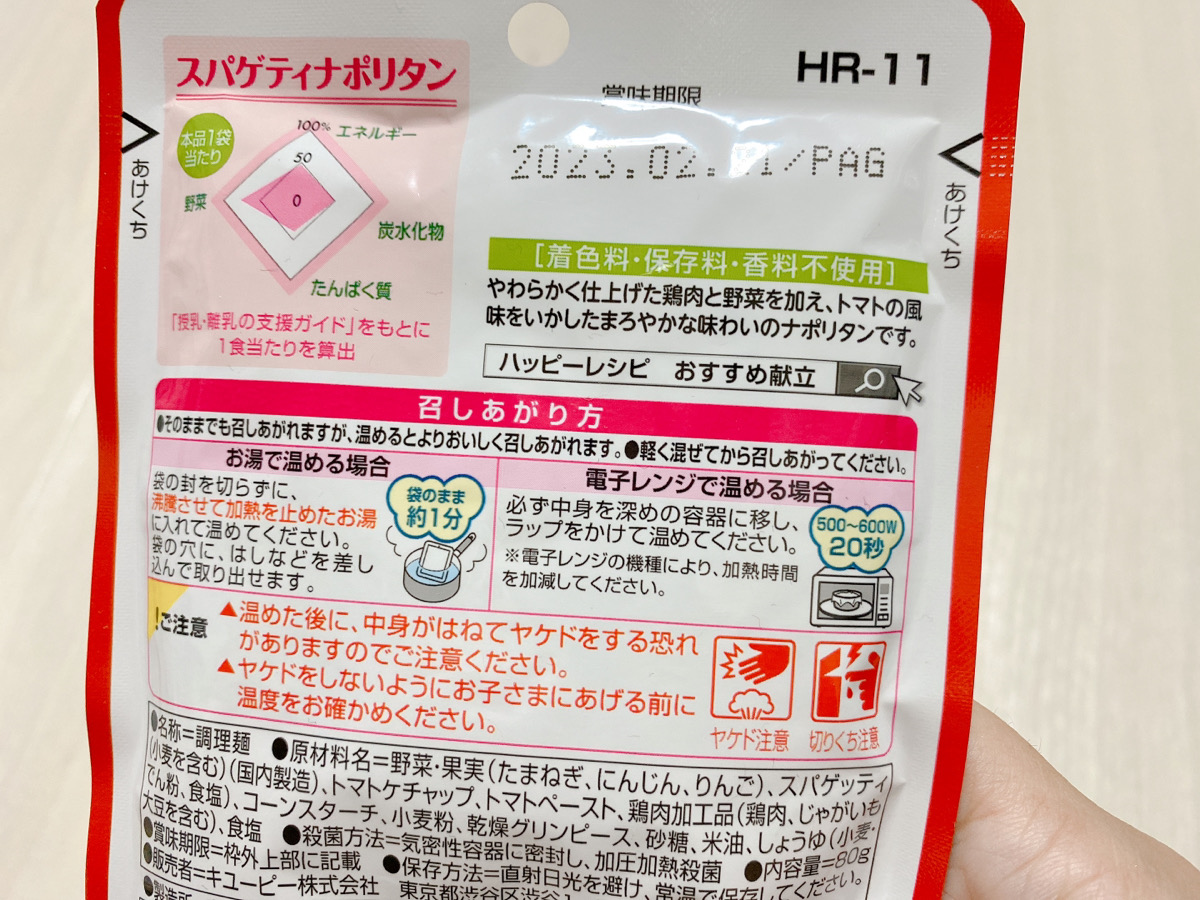 スパゲティナポリタン
本品1袋
当たり
100% エネルギー
50
0
野菜
炭水化物
たんぱく質
「授乳・離乳の支援ガイド」をもとに
1食当たりを算出
HR-11
賞味期限
2023.02. 1/PAG
あけくち
あけくち
[着色料・保存料・香料不使用]
やわらかく仕上げた鶏肉と野菜を加え、トマトの風
味をいかしたまろやかな味わいのナポリタンです。
ハッピーレシピ おすすめ献立
召しあがり方
●そのままでも召しあがれますが、温めるとよりおいしく召しあがれます。●軽く混ぜてから召しあがってください。
お湯で温める場合
袋の封を切らずに、
沸騰させて加熱を止めたお湯
に入れて温めてください。
袋の穴に、はしなどを差し
込んで取り出せます。
袋のまま
約1分
電子レンジで温める場合
必ず中身を深めの容器に移し、
ラップをかけて温めてください。
※電子レンジの機種により、加熱時間
を加減してください。
500~600W
20秒
!ご注意
▲温めた後に、中身がはねてヤケドをする恐れ
がありますのでご注意ください。
▲ヤケドをしないようにお子さまにあげる前に
温度をお確かめください。
ヤケド注意
切りくち注意
●名称=調理麺 ●原材料名=野菜・果実(たまねぎ、にんじん、りんご)、スパゲッティ
(小麦を含む)(国内製造)、トマトケチャップ、トマトペースト、鶏肉加工品(鶏肉、じゃがいも
でん粉、食塩)、コーンスターチ、小麦粉、乾燥グリンピース、砂糖、米油、しょうゆ(小麦・
大豆を含む)、食塩 ●殺菌方法=気密性容器に密封し、加圧加熱殺菌 ●内容量=80g
●賞味期限=枠外上部に記載 ●保存方法=直射日光を避け、常温で保存してください。
●販売者=キユーピー株式会社 東京都渋谷区渋谷1
●製造所